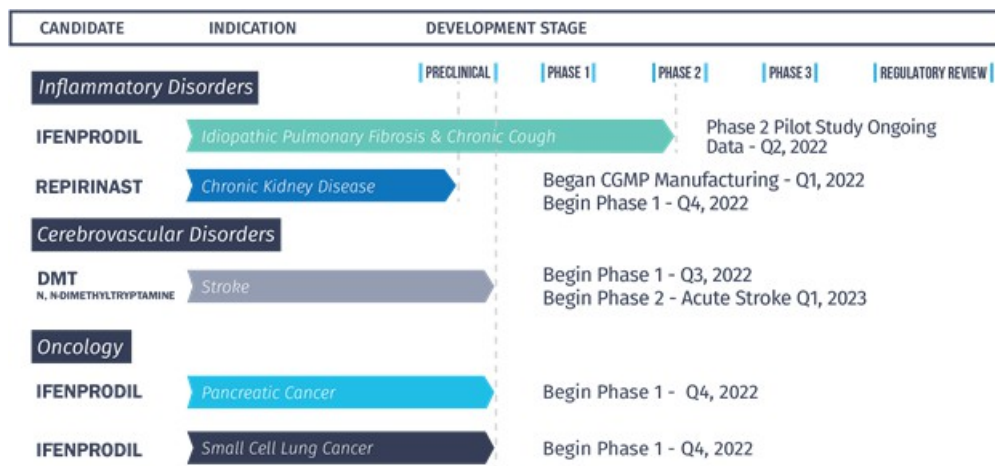 CANDIDATE INDICATION DEVELOPMENT STAGE
PRECLINICAL PHASE 1 PHASE 2 PHASE 3 REGULATORY REVIEW
Inflammatory Disorders
IFENPRODIL Idiopathic Pulmonary Fibrosis & Chronic Cough Phase 2 Pilot Study Ongoing
Data - Q2, 2022
REPIRINAST Chronic Kidney Disease Began CGMP Manufacturing - Q1, 2022
Begin Phase 1 - Q4, 2022
Cerebrovascular Disorders
DMT Stroke Begin Phase 1 - Q3, 2022
N, N-DIMETHYLTRYPTAMINE Begin Phase 2 - Acute Stroke Q1, 2023
Oncology
IFENPRODIL Pancreatic Cancer Begin Phase 1 - Q4, 2022
IFENPRODIL Small Cell Lung Cancer Begin Phase 1 - Q4, 2022